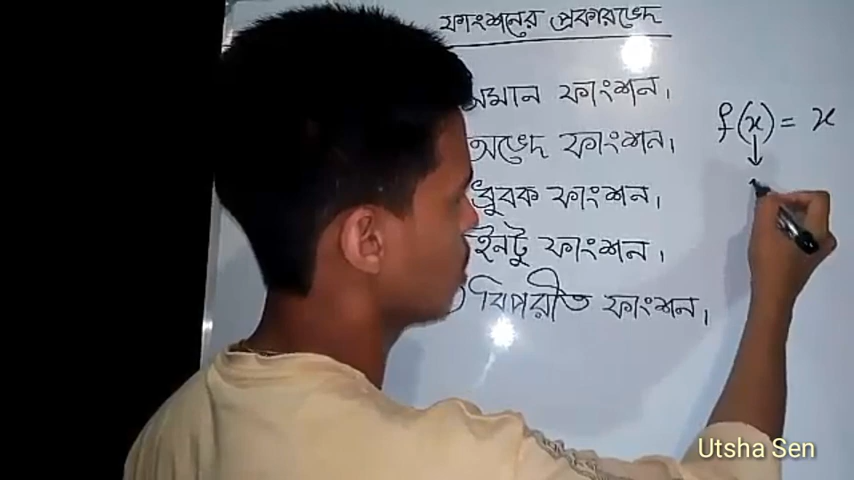 ফাংশনের প্রকারভেদ
সমান ফাংশন।
অভেদ ফাংশন।
ধ্রুবক ফাংশন।
ইনটু ফাংশন।
বিপরীত ফাংশন।
f(x) = x
Utsha Sen